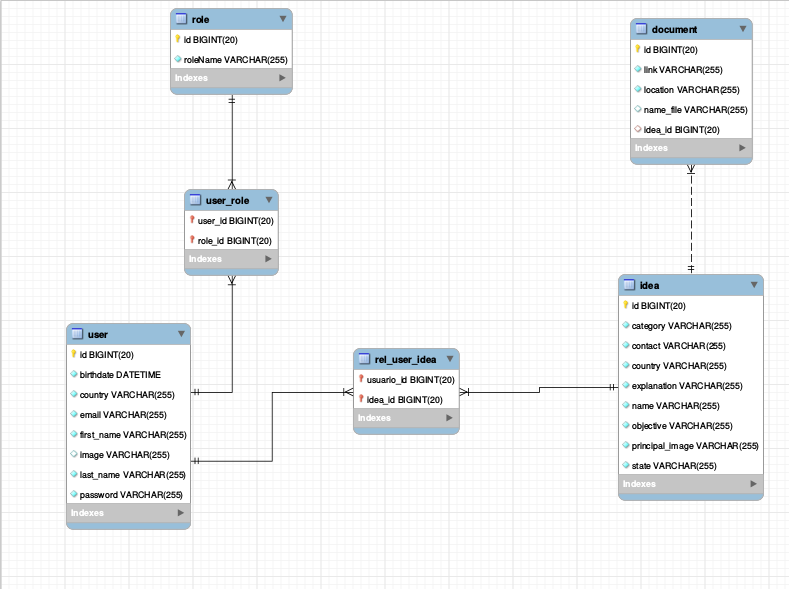 role
id BIGINT(20)
roleName VARCHAR(255)
Indexes
document
id BIGINT(20)
link VARCHAR(255)
location VARCHAR(255)
name_file VARCHAR(255)
idea_id BIGINT(20)
Indexes
user_role
user_id BIGINT(20)
role_id BIGINT(20)
Indexes
user
id BIGINT(20)
birthdate DATETIME
country VARCHAR(255)
email VARCHAR(255)
first_name VARCHAR(255)
image VARCHAR(255)
last_name VARCHAR(255)
password VARCHAR(255)
Indexes
rel_user_idea
usuario_id BIGINT(20)
idea_id BIGINT(20)
Indexes
idea
id BIGINT(20)
category VARCHAR(255)
contact VARCHAR(255)
country VARCHAR(255)
explanation VARCHAR(255)
name VARCHAR(255)
objective VARCHAR(255)
principal_image VARCHAR(255)
state VARCHAR(255)
Indexes